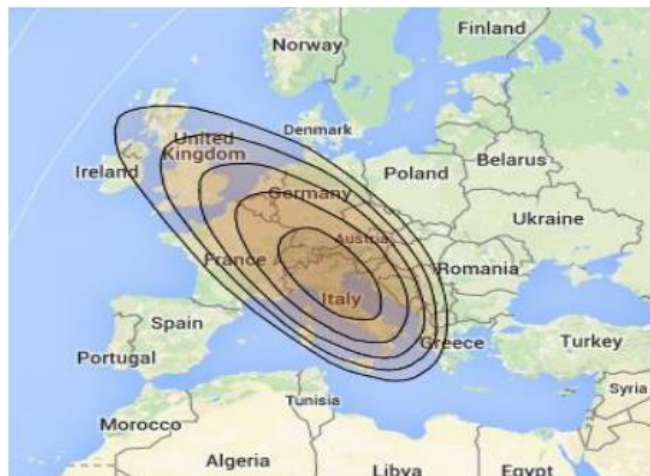 Finland
Norway
Denmark
United
Kingdom
Ireland
Belarus
Poland
Germany
Ukraine
Austria
France
Romania
Italy
Spain
Greece
Turkey
Portugal
Syria
Tunisia
Morocco
Algeria
Libya
Egypt